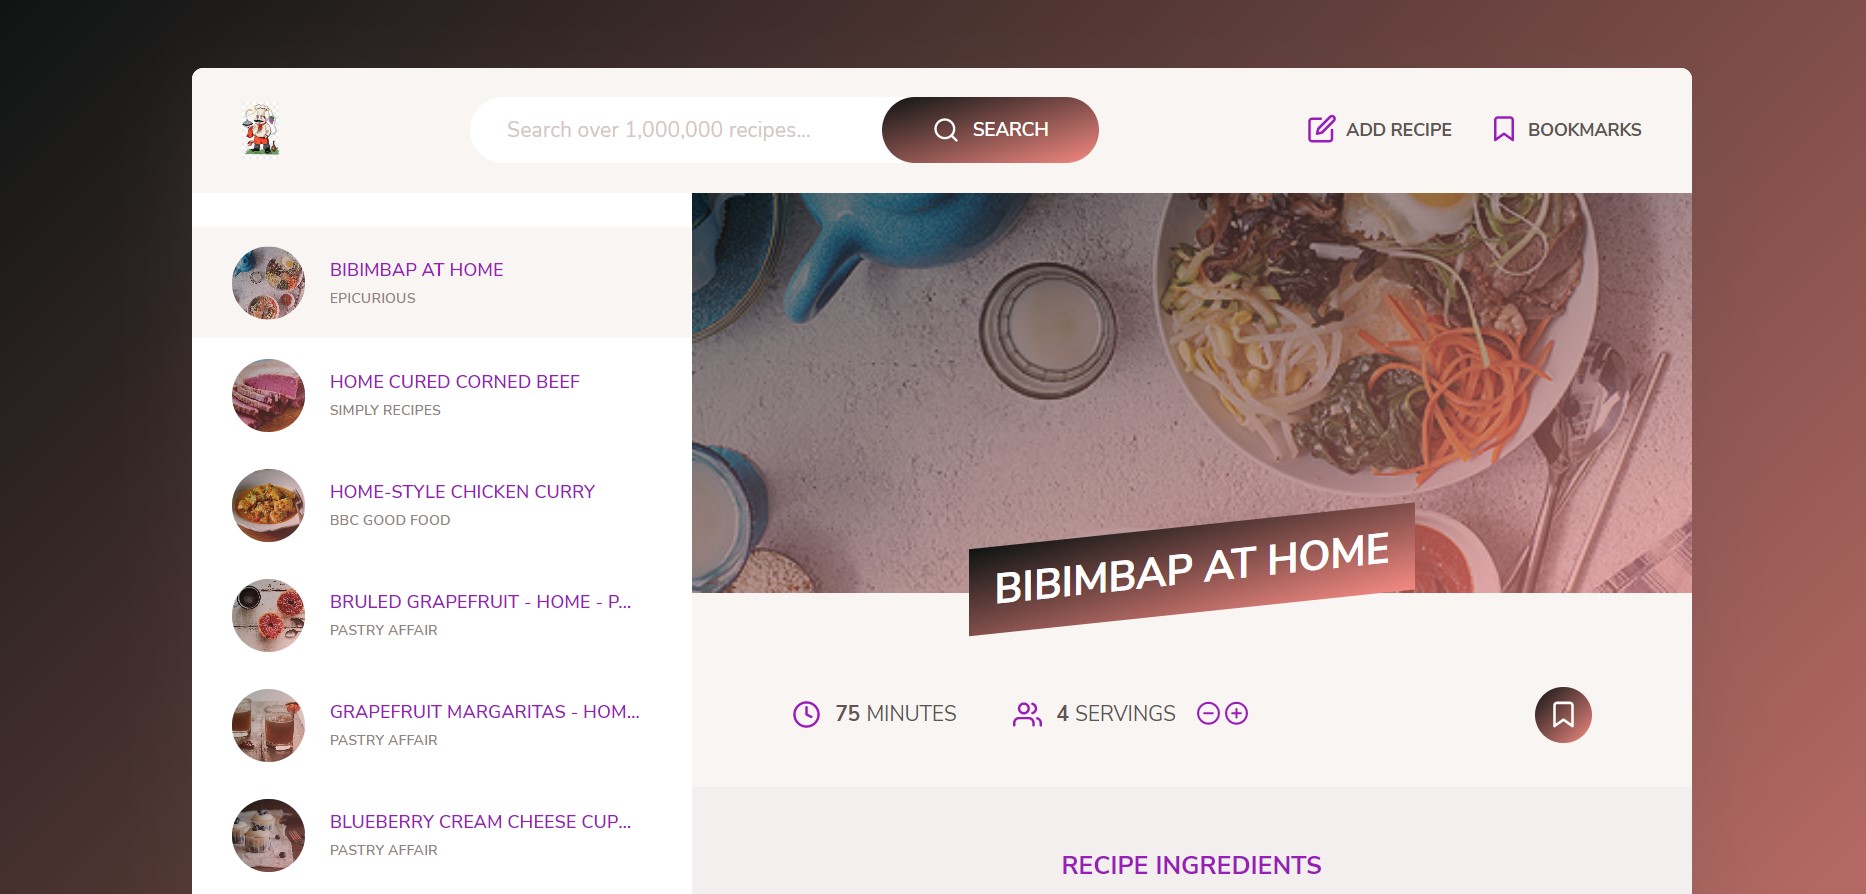 Search over 1,000,000 recipes...
SEARCH
ADD RECIPE
BOOKMARKS
BIBIMBAP AT HOME
EPICURIOUS
HOME CURED CORNED BEEF
SIMPLY RECIPES
HOME-STYLE CHICKEN CURRY
BBC GOOD FOOD
BRULED GRAPEFRUIT - HOME - P...
PASTRY AFFAIR
GRAPEFRUIT MARGARITAS - HOM...
PASTRY AFFAIR
BLUEBERRY CREAM CHEESE CUP...
PASTRY AFFAIR
BIBIMBAP AT HOME
75 MINUTES
4 SERVINGS
RECIPE INGREDIENTS